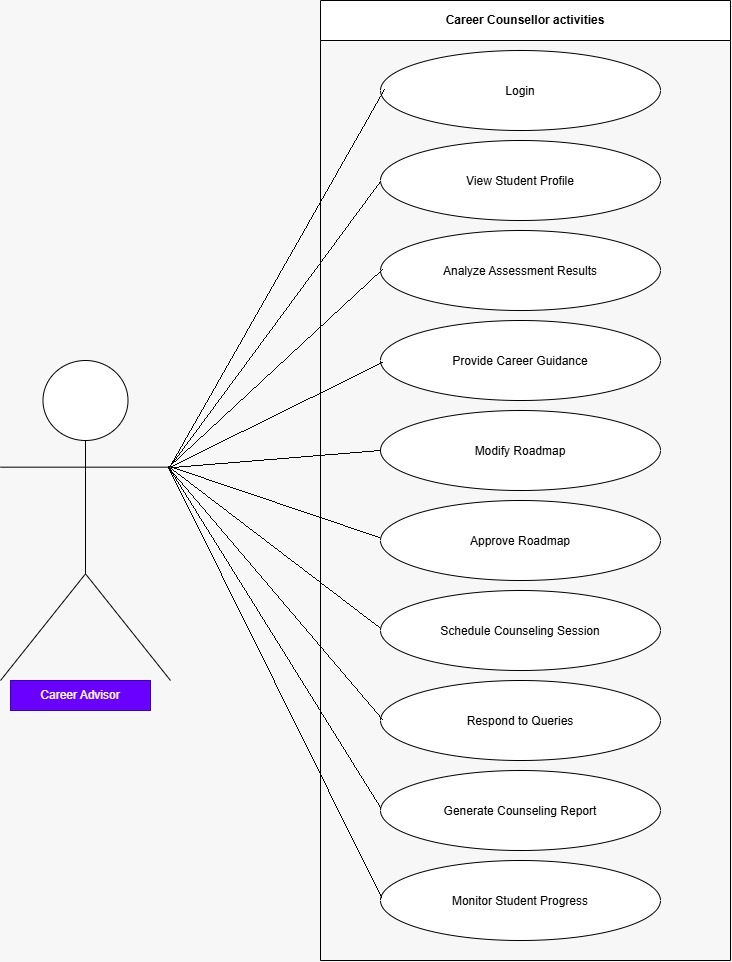 Career Counsellor activities
Login
View Student Profile
Analyze Assessment Results
Provide Career Guidance
Modify Roadmap
Approve Roadmap
Schedule Counseling Session
Career Advisor
Respond to Queries
Generate Counseling Report
Monitor Student Progress